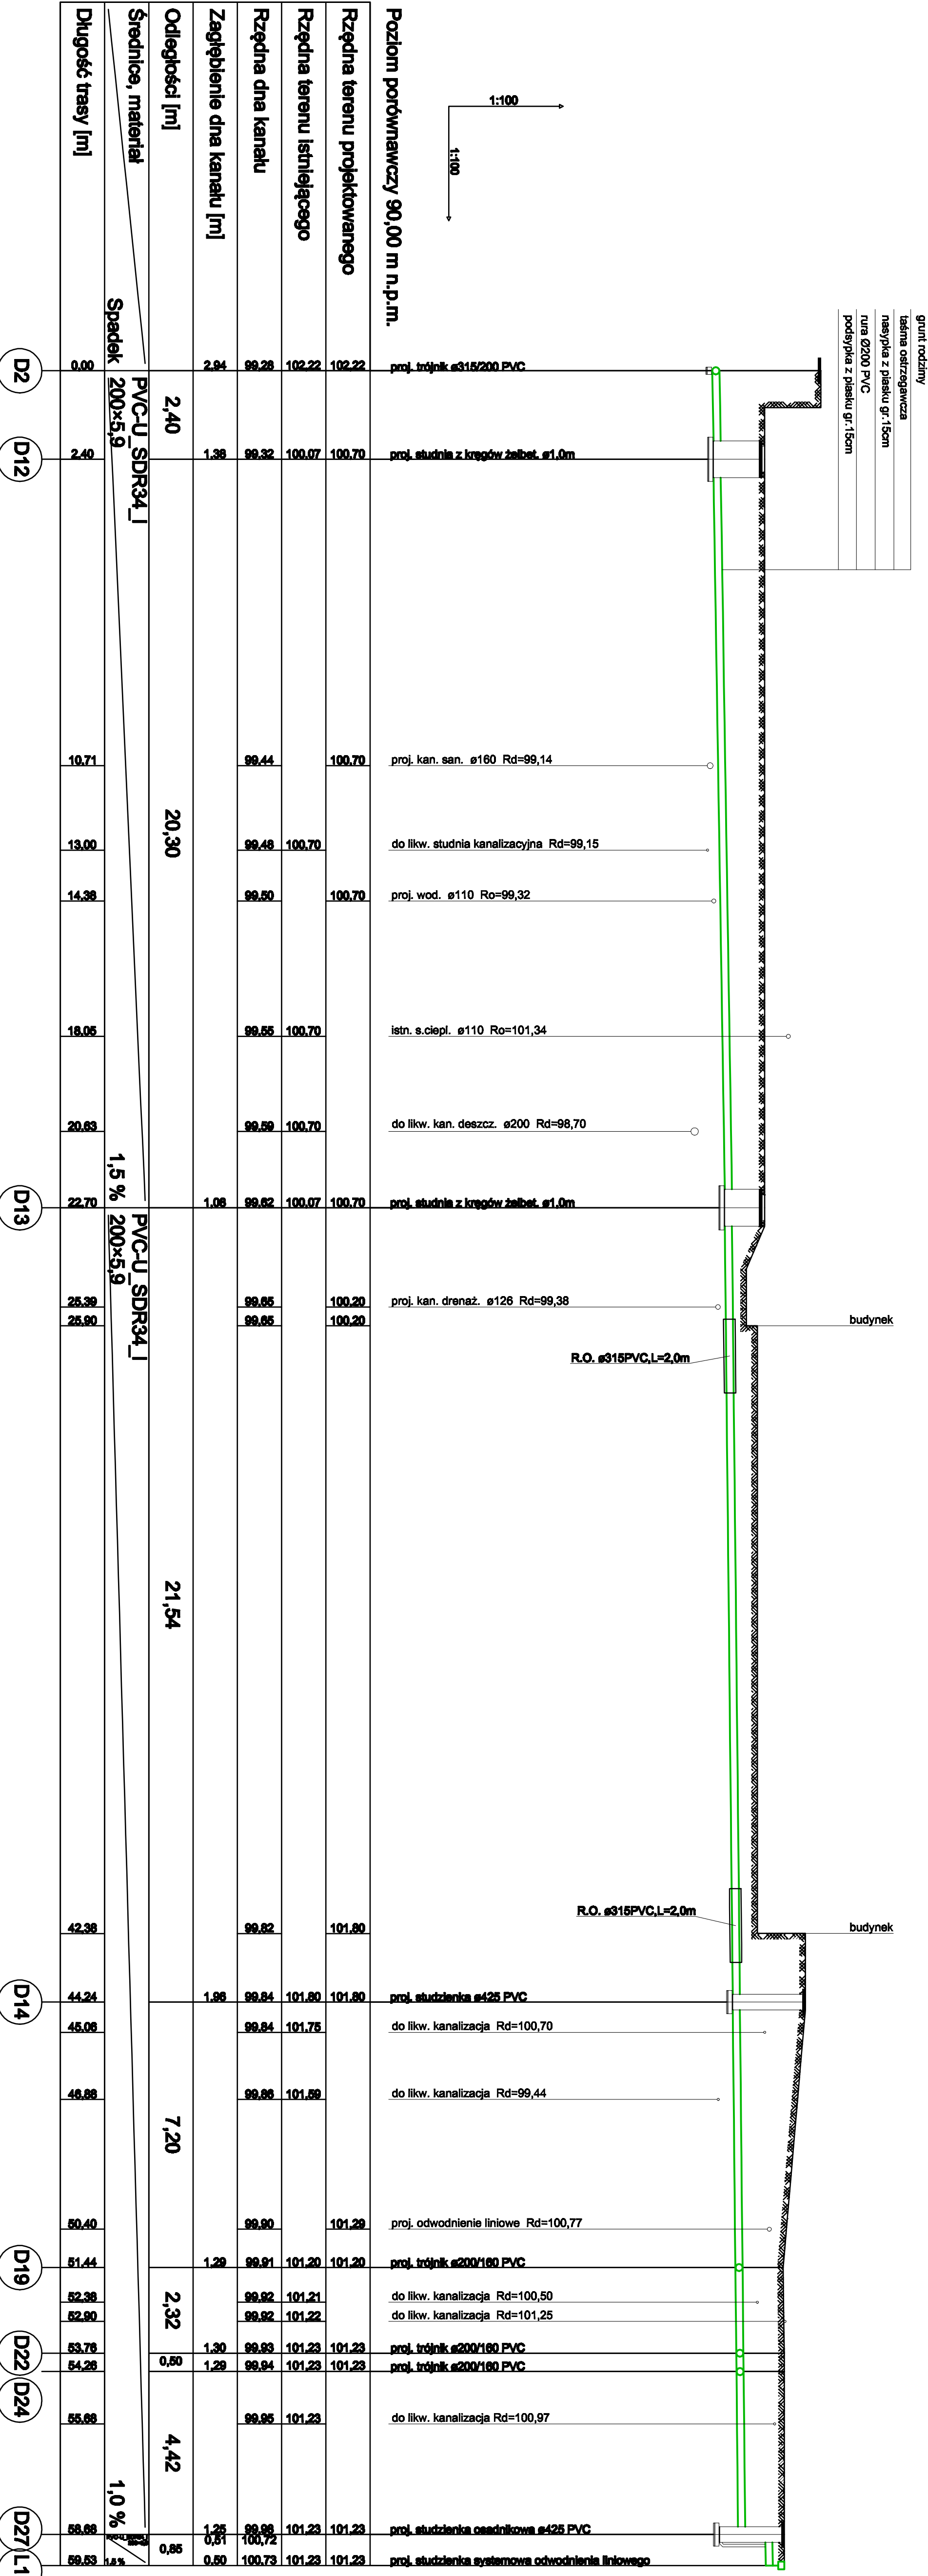 grunt rodzimy
taśma ostrzegawcza
nasypka z piasku gr.15cm
rura Ø200 PVC
podsypka z piasku gr.15cm
1:100
1:100
budynek
budynek
R.O. ø315PVC,L=2,0m
R.O. ø315PVC,L=2,0m
Poziom porównawczy 90,00 m n.p.m.
proj. trójnik ø315/200 PVC
proj. studnia z kręgów żelbet. ø1,0m
proj. kan. san. ø160 Rd=99,14
do likw. studnia kanalizacyjna Rd=99,15
proj. wod. ø110 Ro=99,32
istn. s.ciepl. ø110 Ro=101,34
do likw. kan. deszcz. ø200 Rd=98,70
proj. studnia z kręgów żelbet. ø1,0m
proj. kan. drenaż. ø126 Rd=99,38
proj. studzienka ø425 PVC
do likw. kanalizacja Rd=100,70
do likw. kanalizacja Rd=99,44
proj. odwodnienie liniowe Rd=100,77
proj. trójnik ø200/160 PVC
do likw. kanalizacja Rd=100,50
do likw. kanalizacja Rd=101,25
proj. trójnik ø200/160 PVC
proj. trójnik ø200/160 PVC
do likw. kanalizacja Rd=100,97
proj. studzienka osadnikowa ø425 PVC
proj. studzienka systemowa odwodnienia liniowego
Rzędna terenu projektowanego
102,22 100,70 100,70 100,70 100,70 100,20 100,20 101,80 101,80 101,29 101,20 101,23 101,23 101,23 101,23
Rzędna terenu istniejącego
102,22 100,07 100,70 100,70 100,70 100,07 101,80 101,75 101,59 101,20 101,21 101,22 101,23 101,23 101,23 101,23 101,23
Rzędna dna kanału
99,28 99,32 99,44 99,48 99,50 99,55 99,59 99,62 99,65 99,65 99,82 99,84 99,84 99,86 99,90 99,91 99,92 99,92 99,93 99,94 99,95 99,98 100,72 100,73
Zagłębienie dna kanału [m]
2,94 1,38 1,08 1,96 1,29 1,30 1,29 1,25 0,51 0,50
Odległości [m]
2,40 20,30 21,54 7,20 2,32 0,50 4,42 0,85
Średnice, materiał
PVC-U_SDR34_I
200×5,9
PVC-U_SDR34_I
200×5,9
Spadek
1,5 % 1,0 % 1,5 %
Długość trasy [m]
0,00 2,40 10,71 13,00 14,38 18,05 20,63 22,70 25,39 25,90 42,38 44,24 45,06 46,88 50,40 51,44 52,38 52,90 53,76 54,26 55,68 58,68 59,53
D2 D12 D13 D14 D19 D22 D24 D27 L1